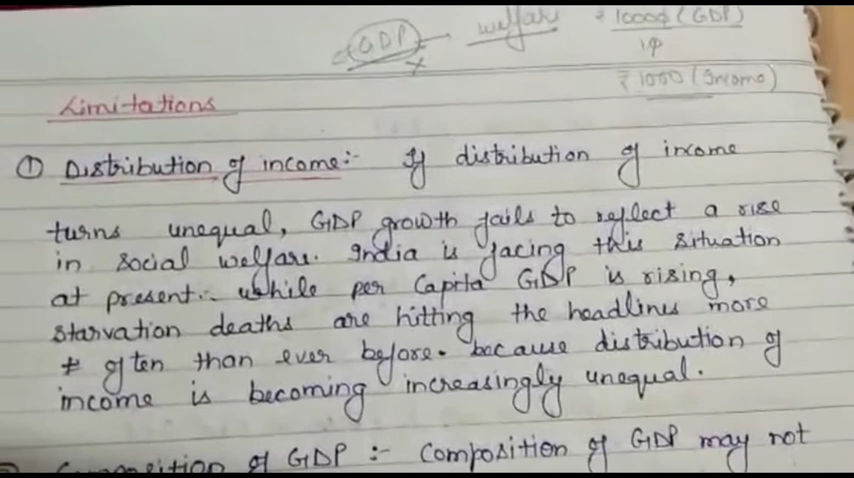 GDP welfare ₹10000 (GDP)
10
₹1000 (Income)
Limitations
① Distribution of income:- If distribution of income
turns unequal, GDP growth fails to reflect a rise
in social welfare. India is facing this situation
at present. while per Capita GDP is rising,
starvation deaths are hitting the headlines more
often than ever before. because distribution of
income is becoming increasingly unequal.
of GDP :- Composition of GDP may not